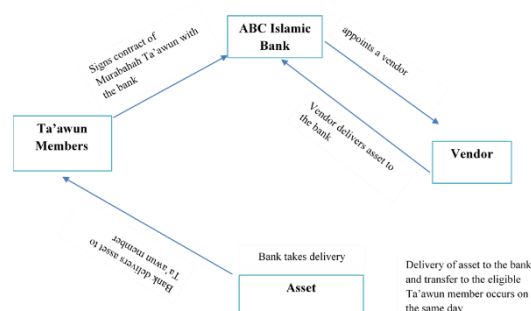 ABC Islamic
Bank
Signs contract of
Murabahah Ta'awun with
the bank
appoints a vendor
Vendor delivers asset to
the bank
Ta'awun
Members
Vendor
Bank delivers asset to
Ta'awun member
Bank takes delivery
Asset
Delivery of asset to the bank
and transfer to the eligible
Ta'awun member occurs on
the same day